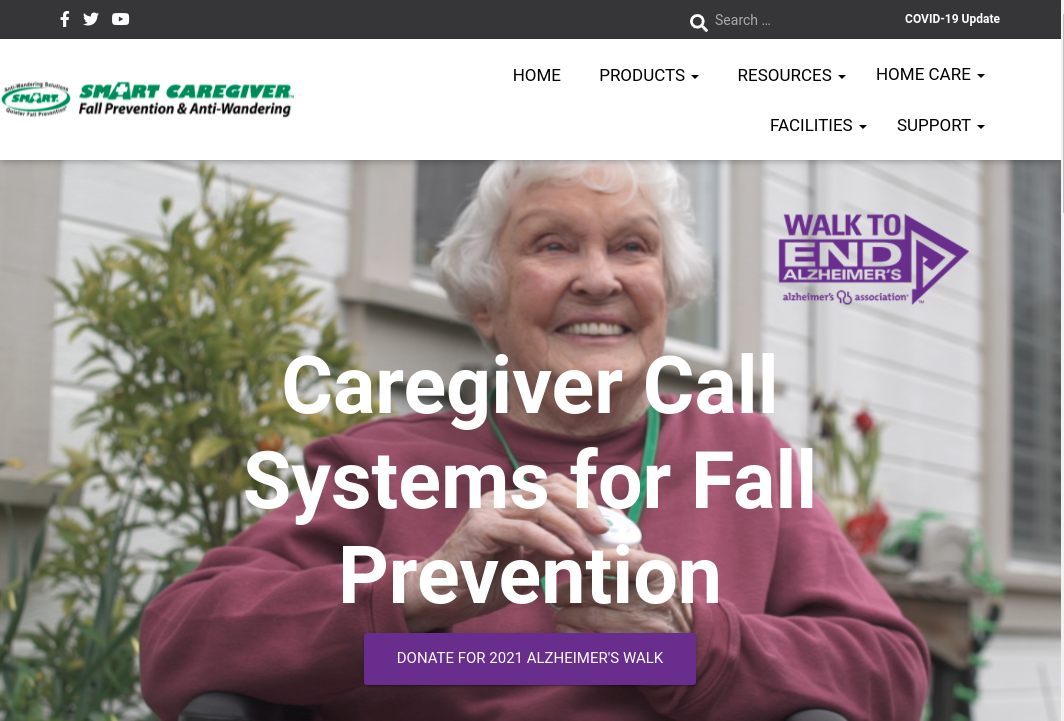 Search ...
COVID-19 Update
Anti-Wandering Solutions
SMART
Quieter Fall Prevention
SMART CAREGIVER
Fall Prevention & Anti-Wandering
HOME
PRODUCTS
RESOURCES
HOME CARE
FACILITIES
SUPPORT
WALK TO
END
ALZHEIMER'S
alzheimer's association
Caregiver Call
Systems for Fall
Prevention
DONATE FOR 2021 ALZHEIMER'S WALK